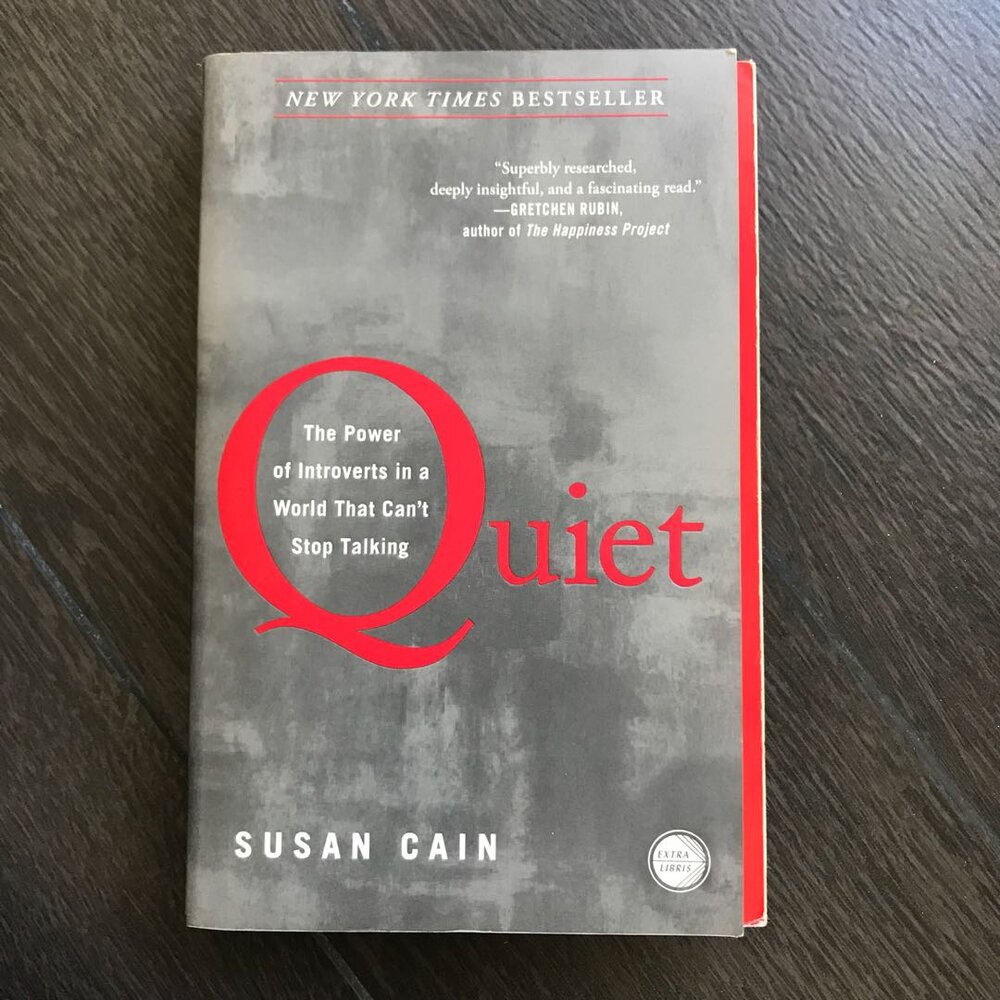 NEW YORK TIMES BESTSELLER
“Superbly researched,
deeply insightful, and a fascinating read.”
—GRETCHEN RUBIN,
author of The Happiness Project
Quiet
The Power
of Introverts in a
World That Can’t
Stop Talking
SUSAN CAIN
EXTRA
LIBRIS